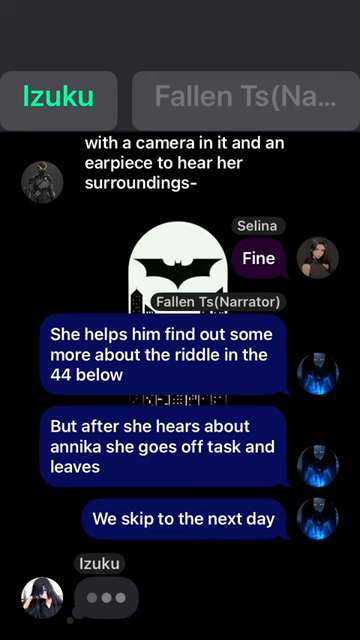 Izuku
Fallen Ts(Na...
with a camera in it and an
earpiece to hear her
surroundings-
Selina
Fine
Fallen Ts(Narrator)
She helps him find out some
more about the riddle in the
44 below
But after she hears about
annika she goes off task and
leaves
We skip to the next day
Izuku